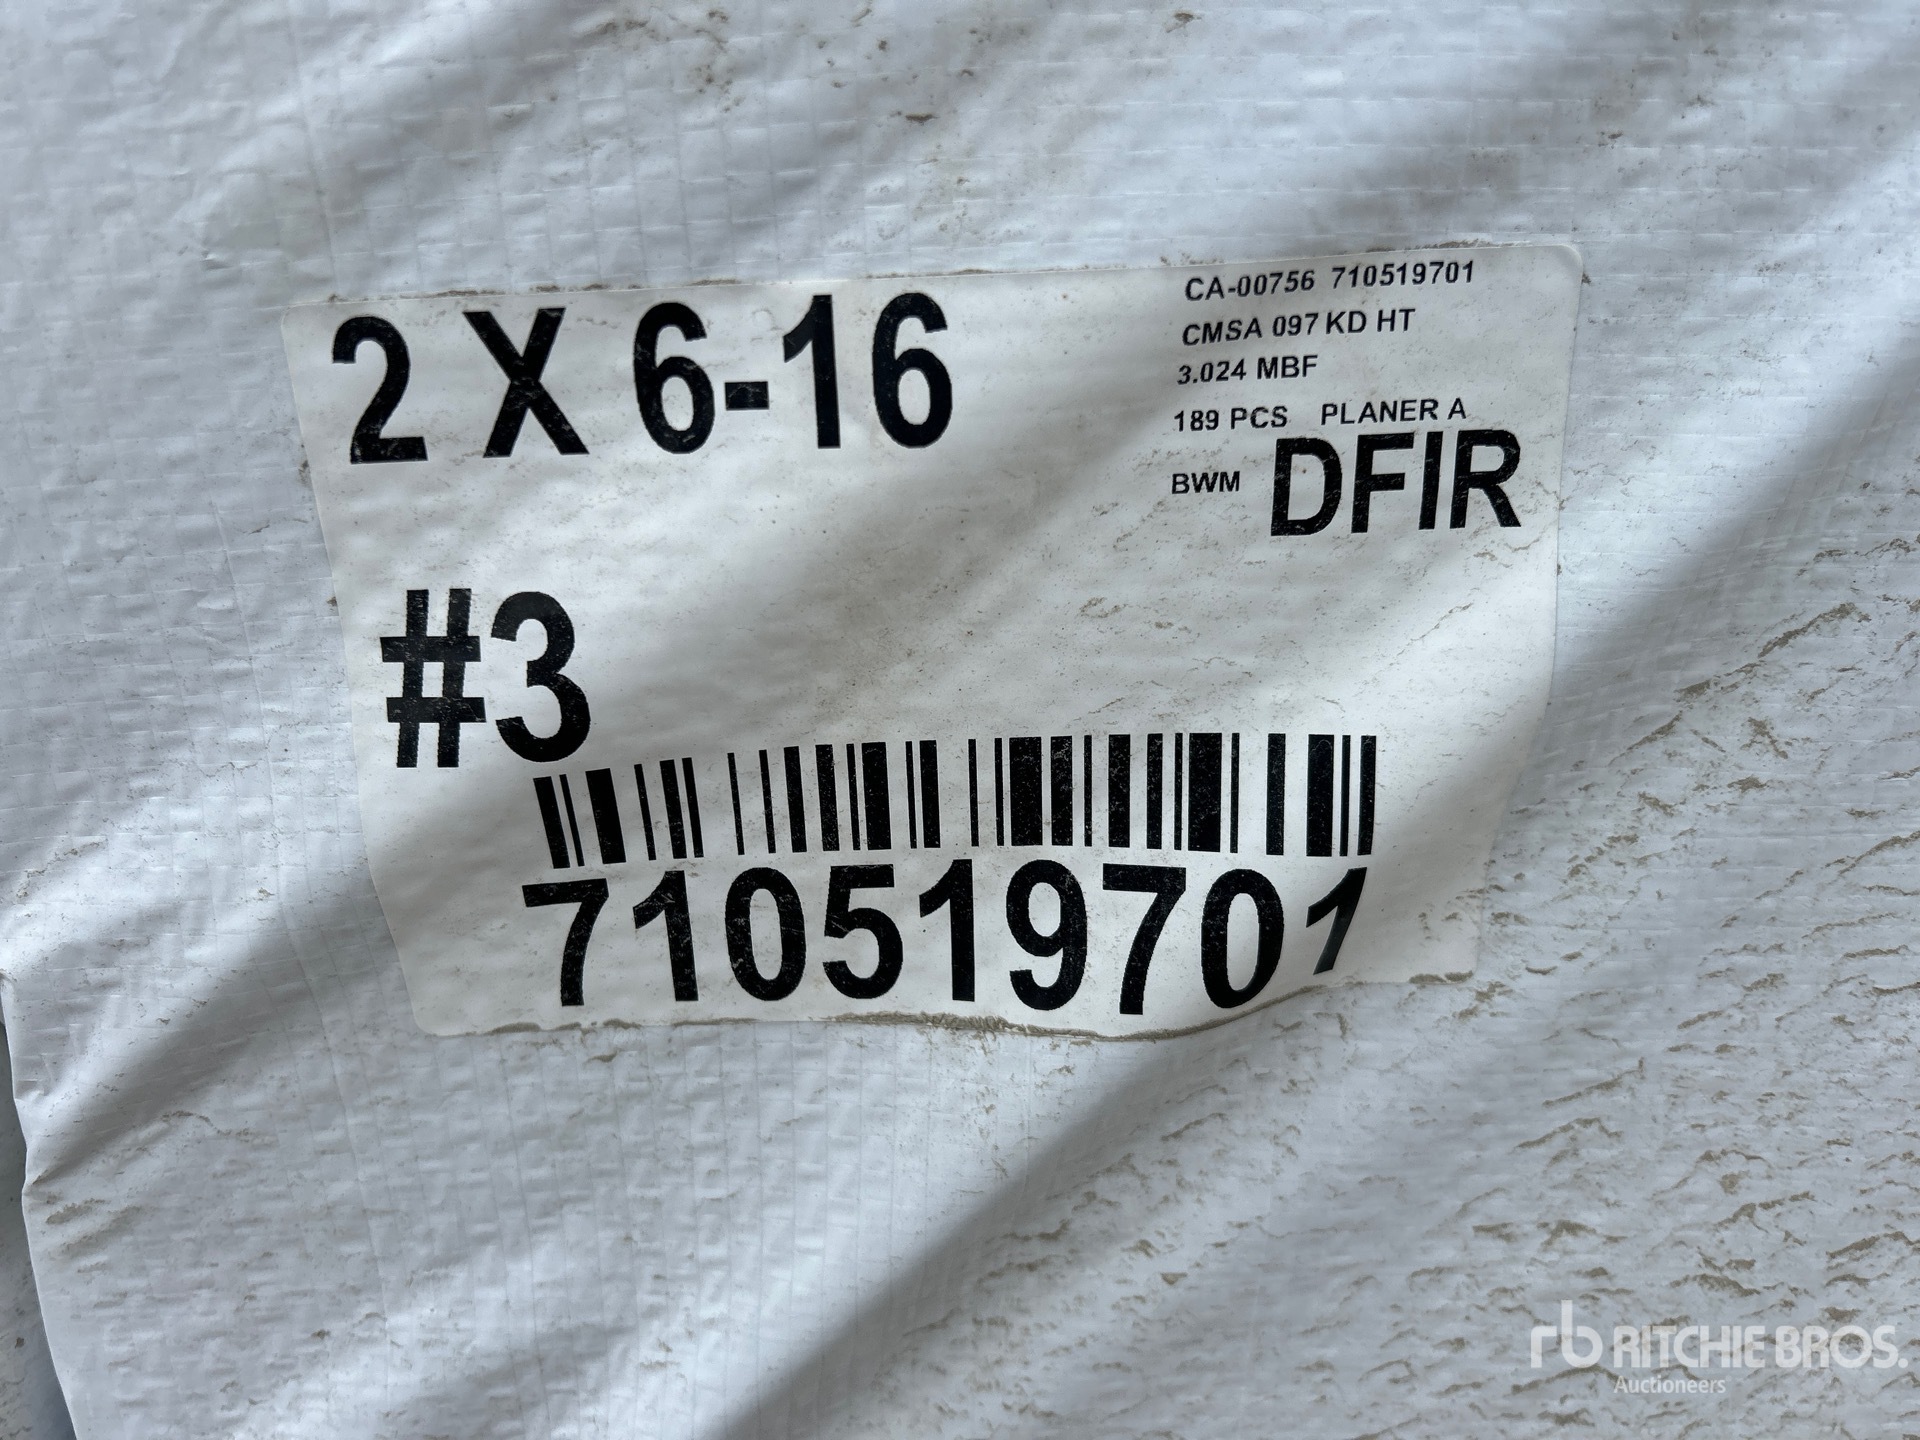 2 X 6-16
CA-00756 710519701
CMSA 097 KD HT
3.024 MBF
189 PCS PLANER A
BWM DFIR
#3
710519701
rb RITCHIE BROS.
Auctioneers